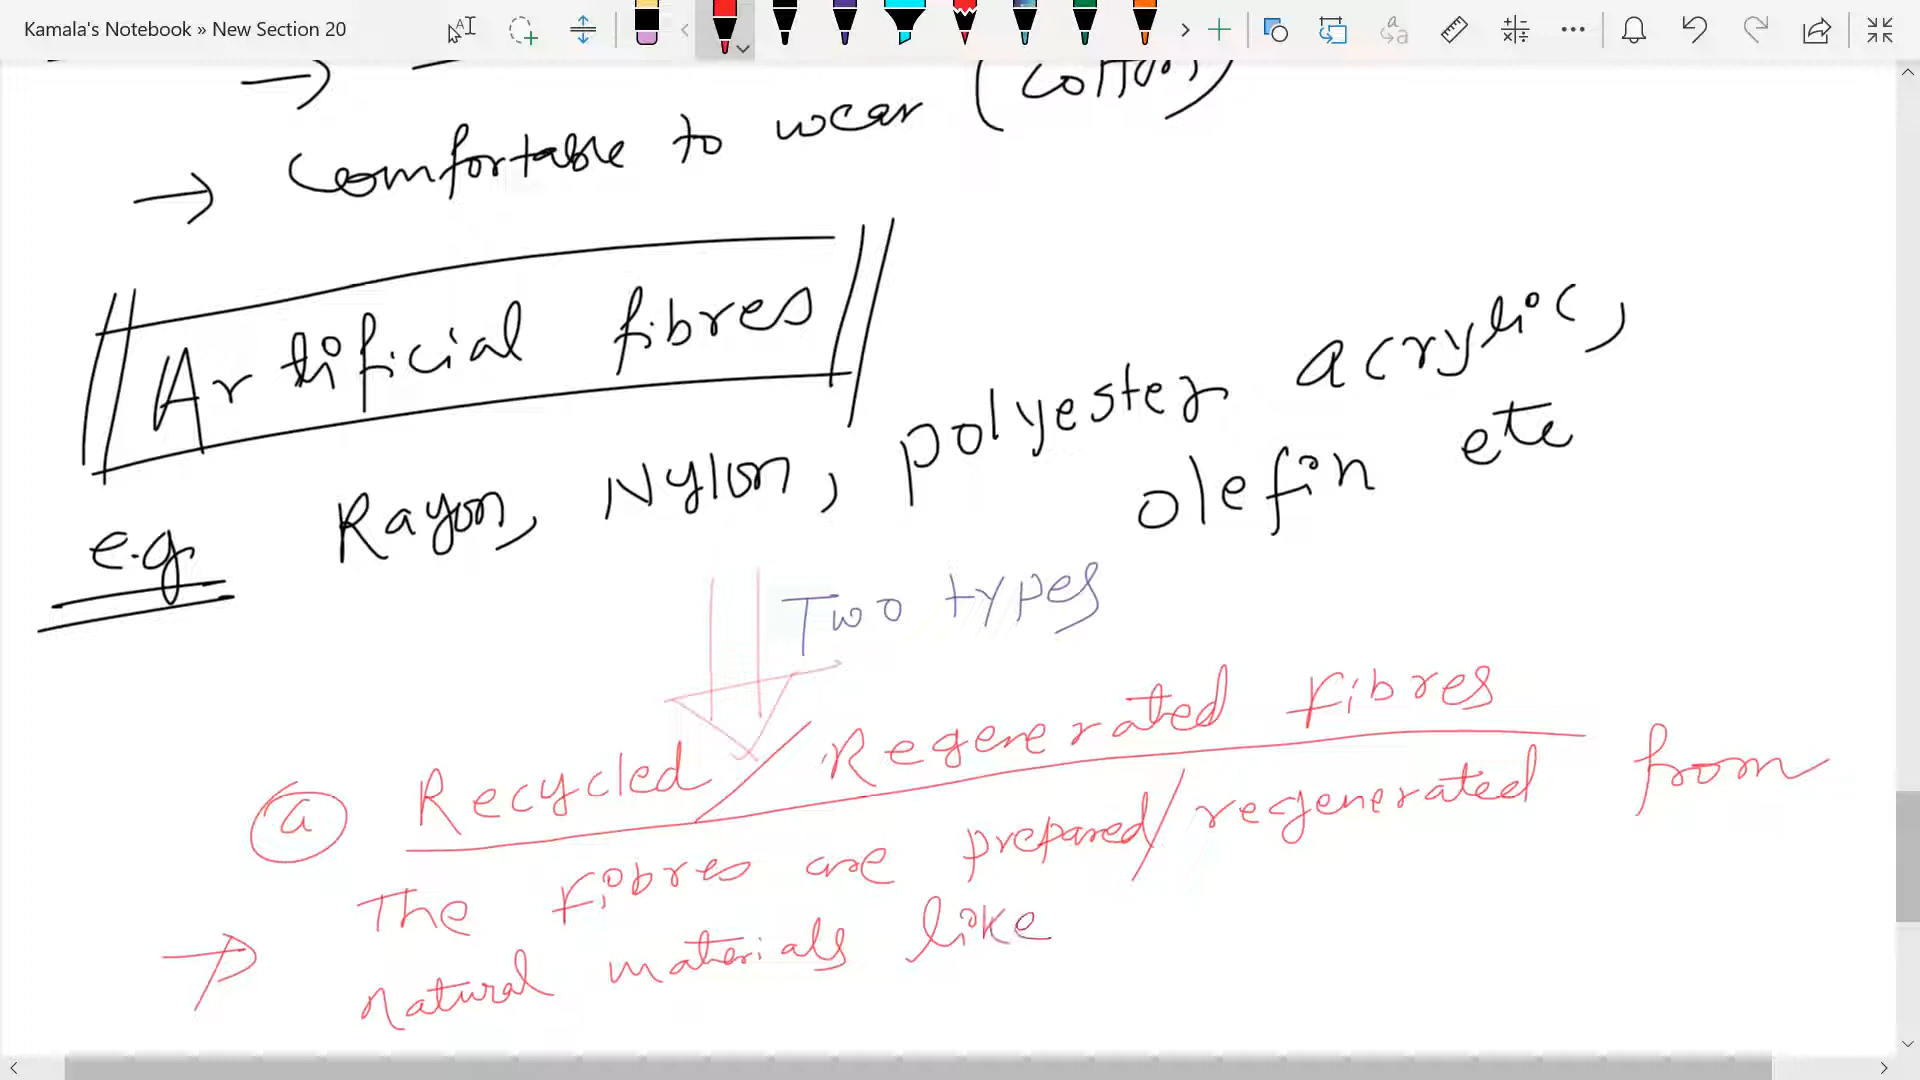 Kamala's Notebook » New Section 20
→ Comfortable to wear (cotton)
Artificial fibres
e.g. Rayon, Nylon, polyester acrylic,
olefin etc
Two types
(a) Recycled/Regenerated Fibres
→ The Fibres are prepared/regenerated from
natural materials like